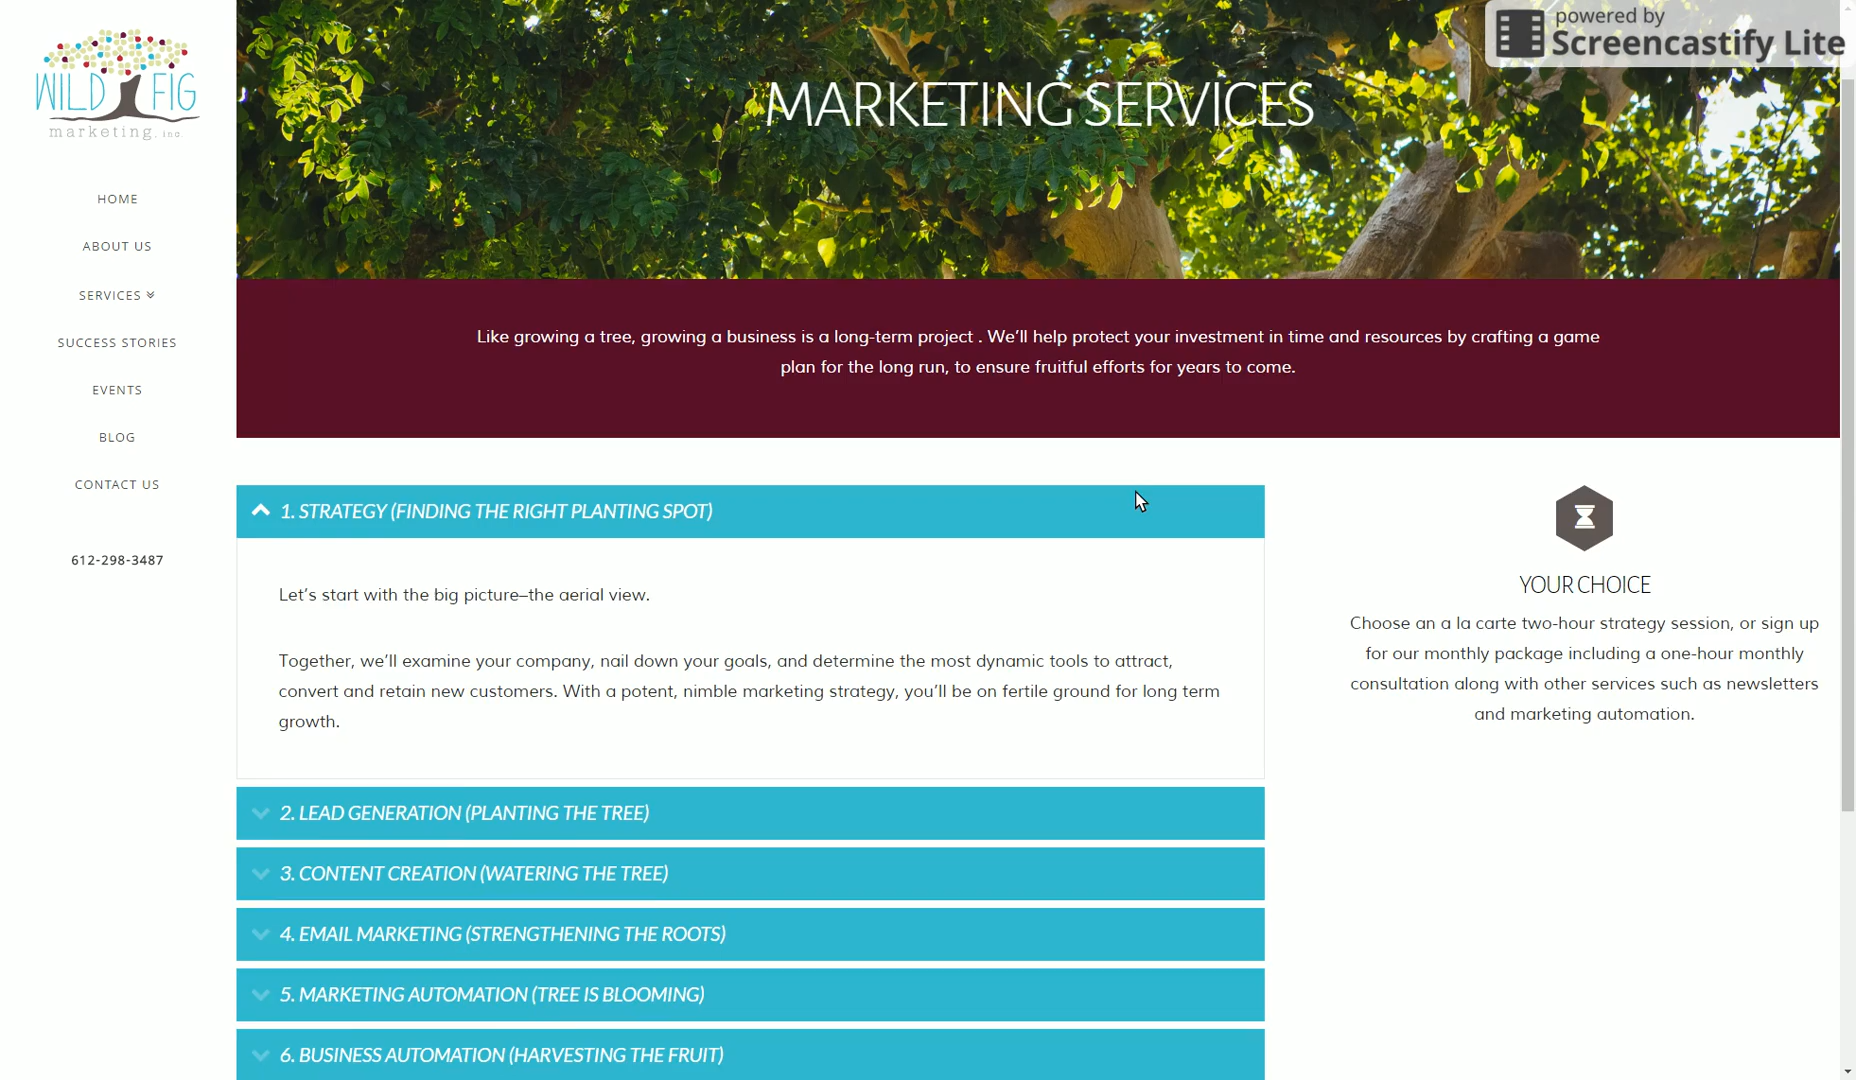 powered by
Screencastify Lite
WILD FIG
marketing, inc.
HOME
ABOUT US
SERVICES
SUCCESS STORIES
EVENTS
BLOG
CONTACT US
612-298-3487
MARKETING SERVICES
Like growing a tree, growing a business is a long-term project . We’ll help protect your investment in time and resources by crafting a game
plan for the long run, to ensure fruitful efforts for years to come.
1. STRATEGY (FINDING THE RIGHT PLANTING SPOT)
Let’s start with the big picture–the aerial view.
Together, we’ll examine your company, nail down your goals, and determine the most dynamic tools to attract,
convert and retain new customers. With a potent, nimble marketing strategy, you’ll be on fertile ground for long term
growth.
2. LEAD GENERATION (PLANTING THE TREE)
3. CONTENT CREATION (WATERING THE TREE)
4. EMAIL MARKETING (STRENGTHENING THE ROOTS)
5. MARKETING AUTOMATION (TREE IS BLOOMING)
6. BUSINESS AUTOMATION (HARVESTING THE FRUIT)
YOUR CHOICE
Choose an a la carte two-hour strategy session, or sign up
for our monthly package including a one-hour monthly
consultation along with other services such as newsletters
and marketing automation.